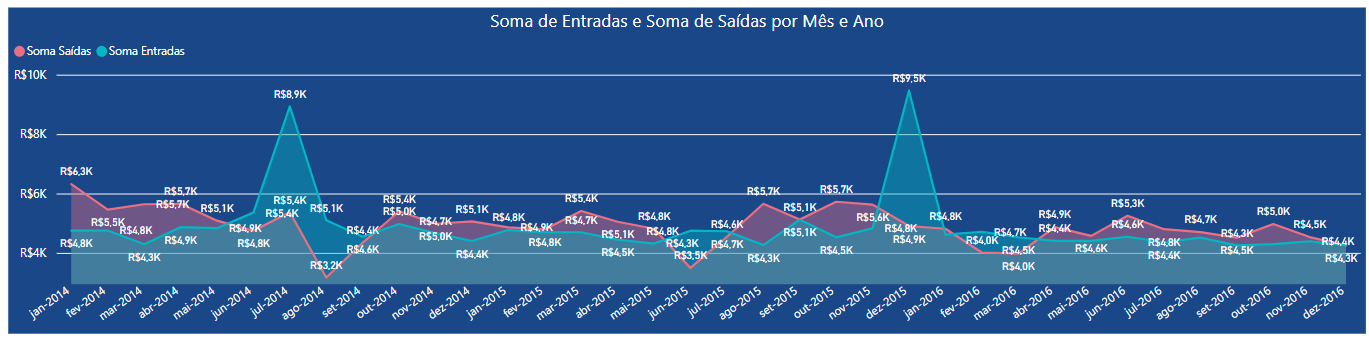 Soma de Entradas e Soma de Saídas por Mês e Ano
Soma Saídas Soma Entradas
R$10K
R$8K
R$6K
R$4K
R$6,3K
R$4,8K
R$5,5K
R$4,8K
R$4,3K
R$5,7K
R$5,7K
R$4,9K
R$5,1K
R$4,9K
R$4,8K
R$8,9K
R$5,4K
R$5,4K
R$5,1K
R$3,2K
R$4,4K
R$4,6K
R$5,4K
R$5,0K
R$4,7K
R$5,0K
R$5,1K
R$4,4K
R$4,8K
R$4,9K
R$4,8K
R$5,4K
R$4,7K
R$5,1K
R$4,5K
R$4,8K
R$4,8K
R$4,3K
R$3,5K
R$4,6K
R$4,7K
R$5,7K
R$4,3K
R$5,1K
R$5,1K
R$5,7K
R$4,5K
R$5,6K
R$9,5K
R$4,8K
R$4,9K
R$4,8K
R$4,0K
R$4,7K
R$4,5K
R$4,0K
R$4,9K
R$4,4K
R$4,6K
R$5,3K
R$4,6K
R$4,8K
R$4,4K
R$4,7K
R$4,3K
R$4,5K
R$5,0K
R$4,5K
R$4,4K
R$4,3K
jan-2014
fev-2014
mar-2014
abr-2014
mai-2014
jun-2014
jul-2014
ago-2014
set-2014
out-2014
nov-2014
dez-2014
jan-2015
fev-2015
mar-2015
abr-2015
mai-2015
jun-2015
jul-2015
ago-2015
set-2015
out-2015
nov-2015
dez-2015
jan-2016
fev-2016
mar-2016
abr-2016
mai-2016
jun-2016
jul-2016
ago-2016
set-2016
out-2016
nov-2016
dez-2016